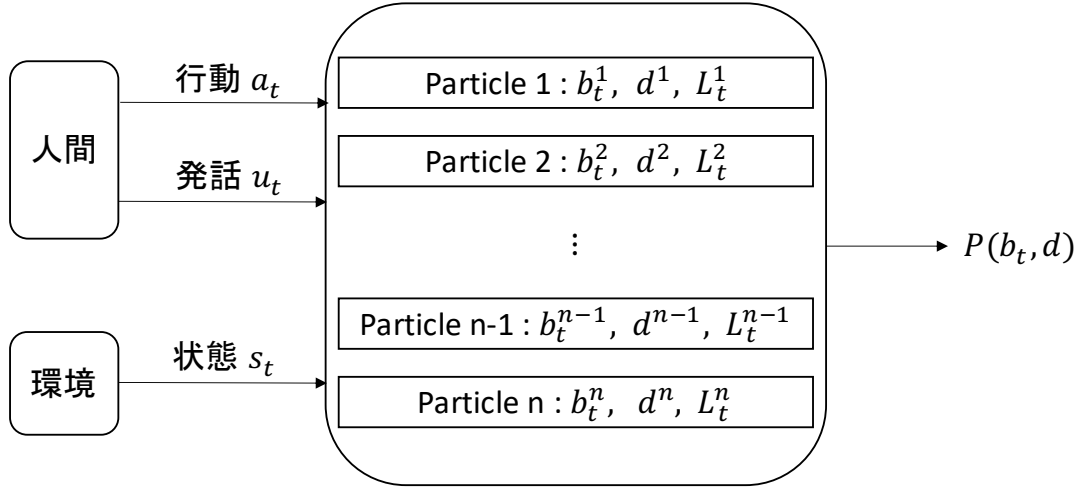 人間
行動 a_t
発話 u_t
環境
状態 s_t
Particle 1 : b_t^1, d^1, L_t^1
Particle 2 : b_t^2, d^2, L_t^2
⋮
Particle n-1 : b_t^{n-1}, d^{n-1}, L_t^{n-1}
Particle n : b_t^n, d^n, L_t^n
P(b_t, d)